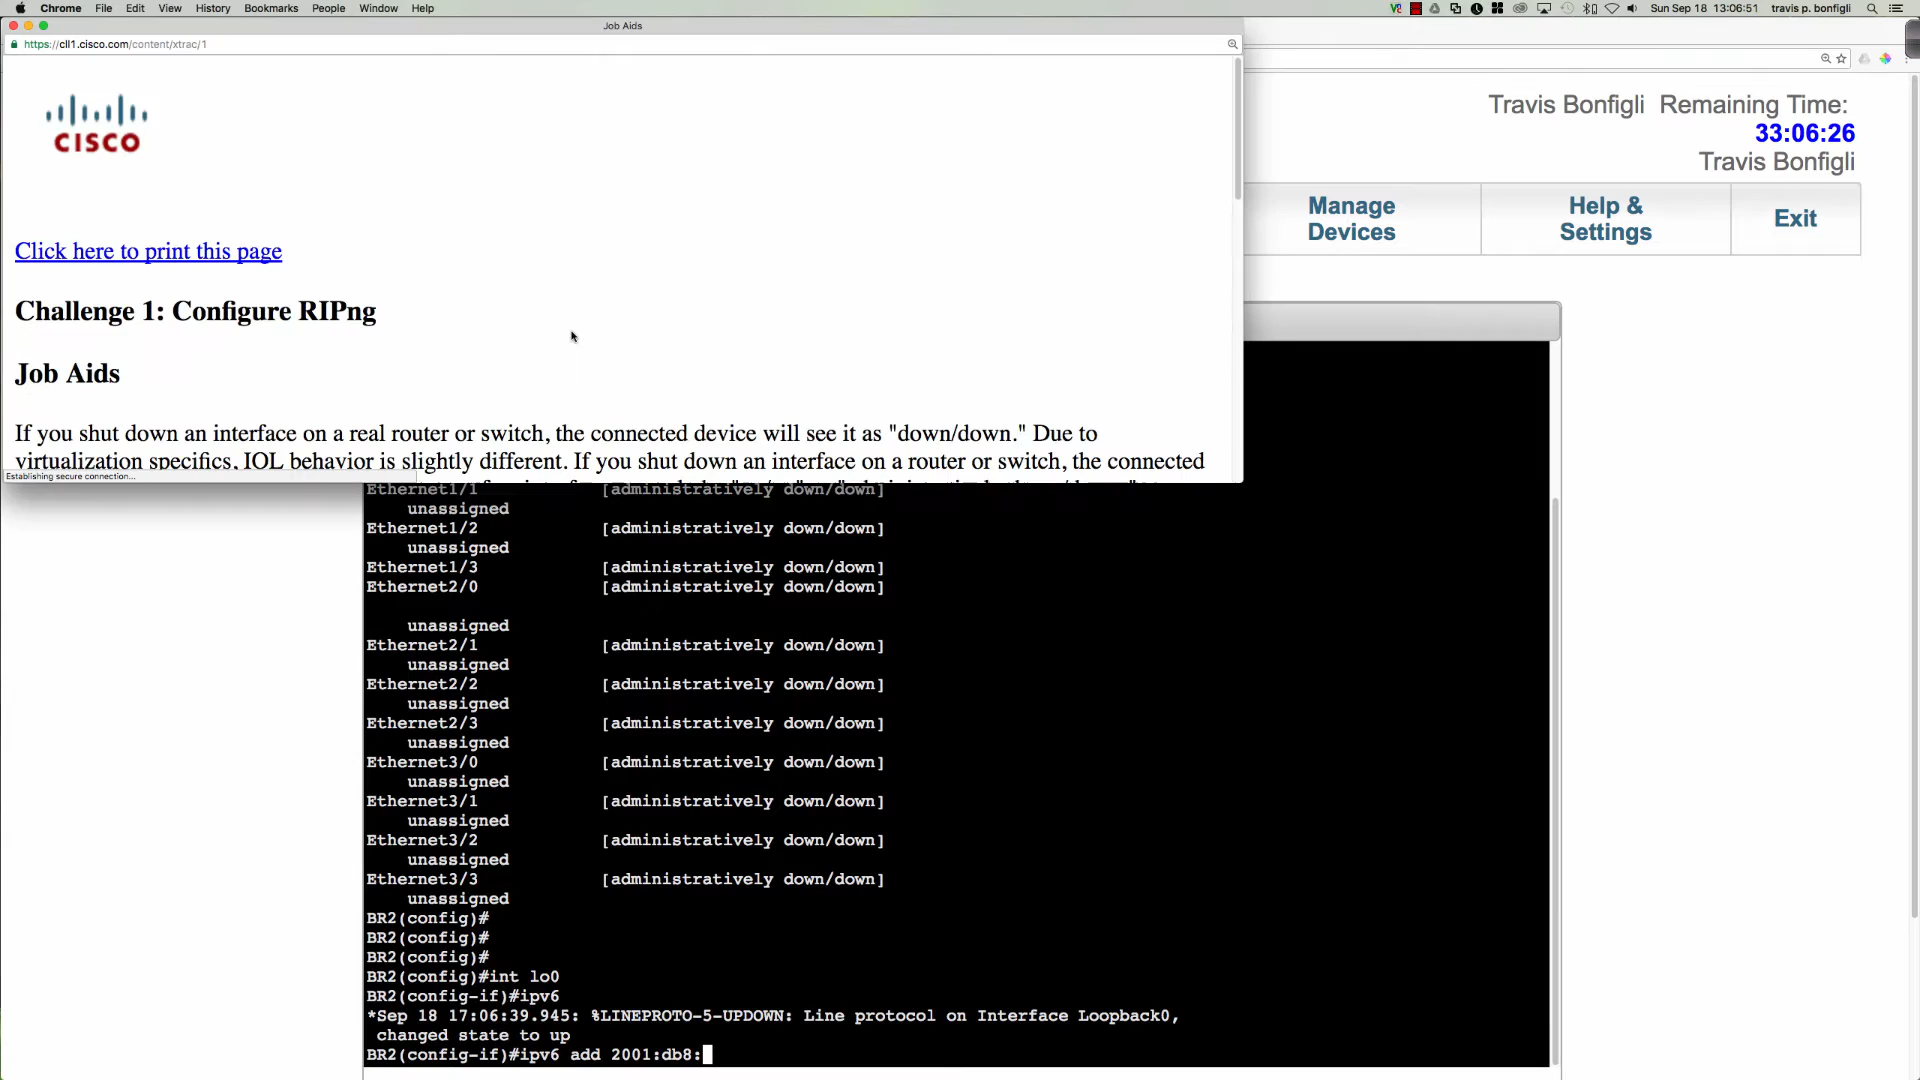 Chrome File Edit View History Bookmarks People Window Help
Sun Sep 18 13:06:51 travis p. bonfigli
Job Aids
https://cll1.cisco.com/content/xtrac/1
CISCO
Travis Bonfigli Remaining Time:
33:06:26
Travis Bonfigli
Manage Devices
Help & Settings
Exit
Click here to print this page
Challenge 1: Configure RIPng
Job Aids
If you shut down an interface on a real router or switch, the connected device will see it as "down/down." Due to
virtualization specifics, IOL behavior is slightly different. If you shut down an interface on a router or switch, the connected
Establishing secure connection...
Ethernet1/1 [administratively down/down]
unassigned
Ethernet1/2 [administratively down/down]
unassigned
Ethernet1/3 [administratively down/down]
Ethernet2/0 [administratively down/down]
unassigned
Ethernet2/1 [administratively down/down]
unassigned
Ethernet2/2 [administratively down/down]
unassigned
Ethernet2/3 [administratively down/down]
unassigned
Ethernet3/0 [administratively down/down]
unassigned
Ethernet3/1 [administratively down/down]
unassigned
Ethernet3/2 [administratively down/down]
unassigned
Ethernet3/3 [administratively down/down]
unassigned
BR2(config)#
BR2(config)#
BR2(config)#
BR2(config)#int lo0
BR2(config-if)#ipv6
*Sep 18 17:06:39.945: %LINEPROTO-5-UPDOWN: Line protocol on Interface Loopback0,
changed state to up
BR2(config-if)#ipv6 add 2001:db8: